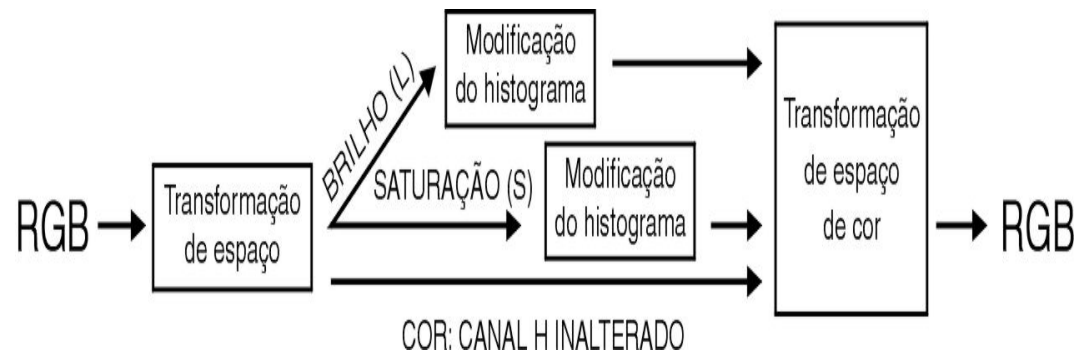 RGB
Transformação
de espaço
BRILHO (L)
Modificação
do histograma
SATURAÇÃO (S)
Modificação
do histograma
COR: CANAL H INALTERADO
Transformação
de espaço
de cor
RGB